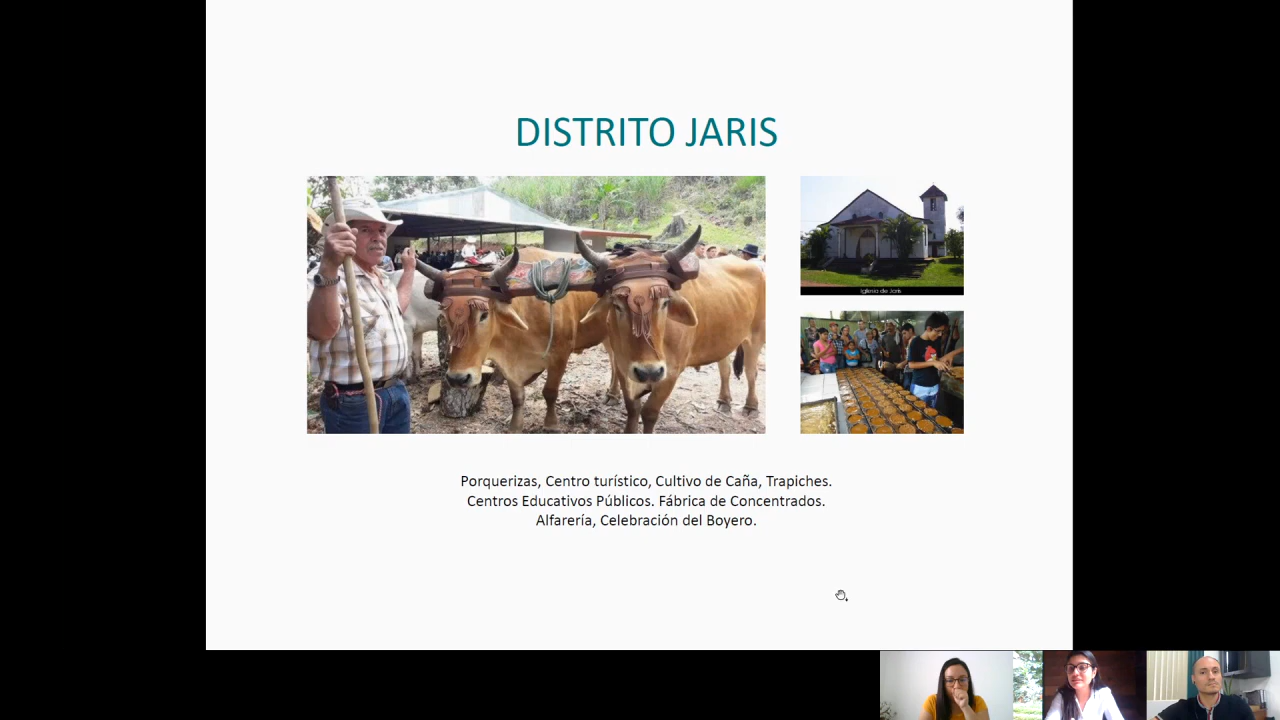 DISTRITO JARIS
Iglesia de Jaris
Porquerizas, Centro turístico, Cultivo de Caña, Trapiches.
Centros Educativos Públicos. Fábrica de Concentrados.
Alfarería, Celebración del Boyero.